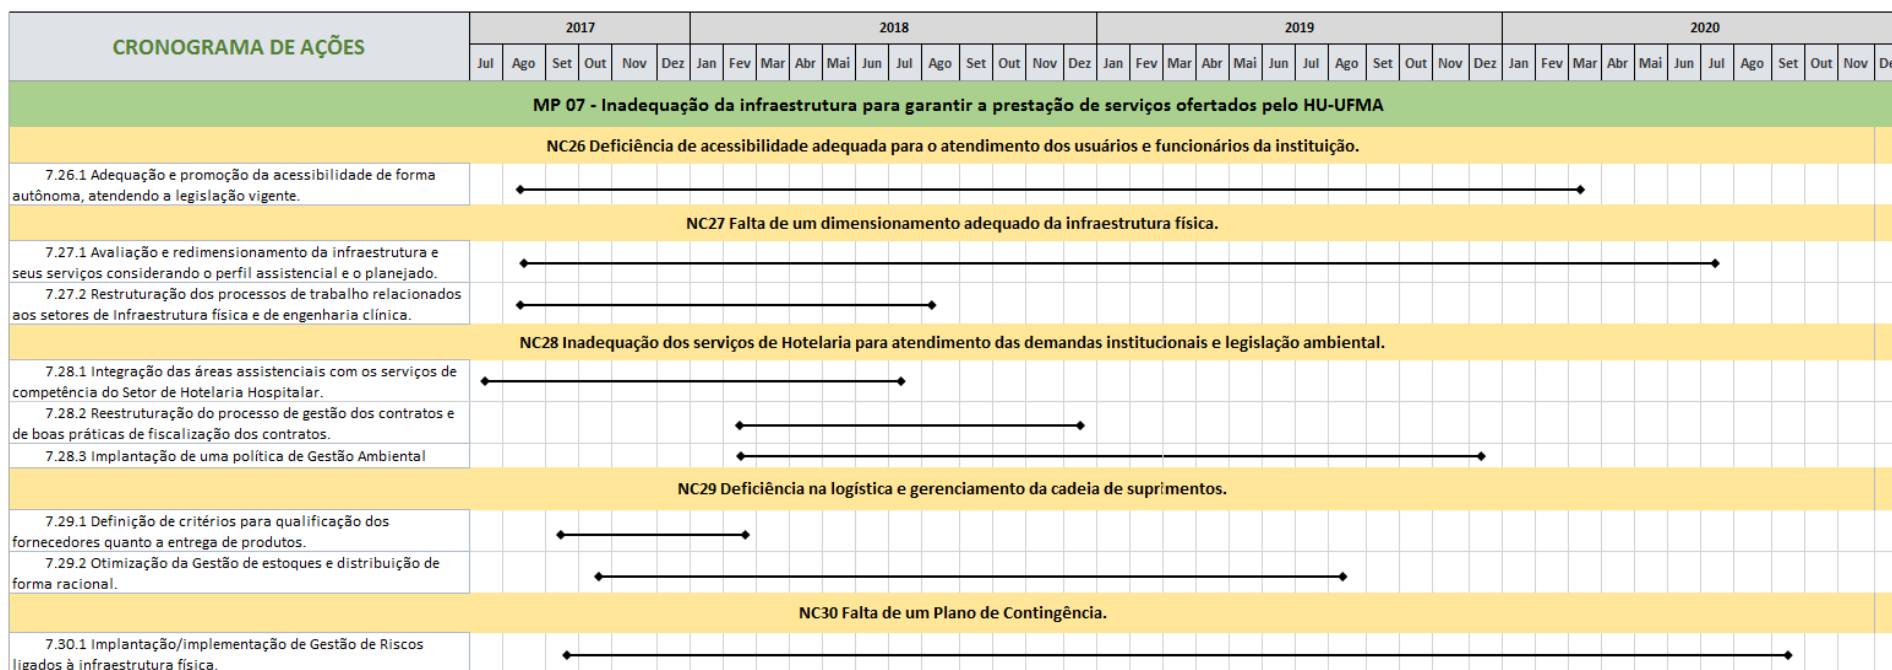 CRONOGRAMA DE AÇÕES
2017 2018 2019 2020
Jul Ago Set Out Nov Dez Jan Fev Mar Abr Mai Jun Jul Ago Set Out Nov Dez Jan Fev Mar Abr Mai Jun Jul Ago Set Out Nov Dez Jan Fev Mar Abr Mai Jun Jul Ago Set Out Nov De
MP 07 - Inadequação da infraestrutura para garantir a prestação de serviços ofertados pelo HU-UFMA
NC26 Deficiência de acessibilidade adequada para o atendimento dos usuários e funcionários da instituição.
7.26.1 Adequação e promoção da acessibilidade de forma
autônoma, atendendo a legislação vigente.
NC27 Falta de um dimensionamento adequado da infraestrutura física.
7.27.1 Avaliação e redimensionamento da infraestrutura e
seus serviços considerando o perfil assistencial e o planejado.
7.27.2 Restruturação dos processos de trabalho relacionados
aos setores de Infraestrutura física e de engenharia clínica.
NC28 Inadequação dos serviços de Hotelaria para atendimento das demandas institucionais e legislação ambiental.
7.28.1 Integração das áreas assistenciais com os serviços de
competência do Setor de Hotelaria Hospitalar.
7.28.2 Reestruturação do processo de gestão dos contratos e
de boas práticas de fiscalização dos contratos.
7.28.3 Implantação de uma política de Gestão Ambiental
NC29 Deficiência na logística e gerenciamento da cadeia de suprimentos.
7.29.1 Definição de critérios para qualificação dos
fornecedores quanto a entrega de produtos.
7.29.2 Otimização da Gestão de estoques e distribuição de
forma racional.
NC30 Falta de um Plano de Contingência.
7.30.1 Implantação/implementação de Gestão de Riscos
ligados à infraestrutura física.